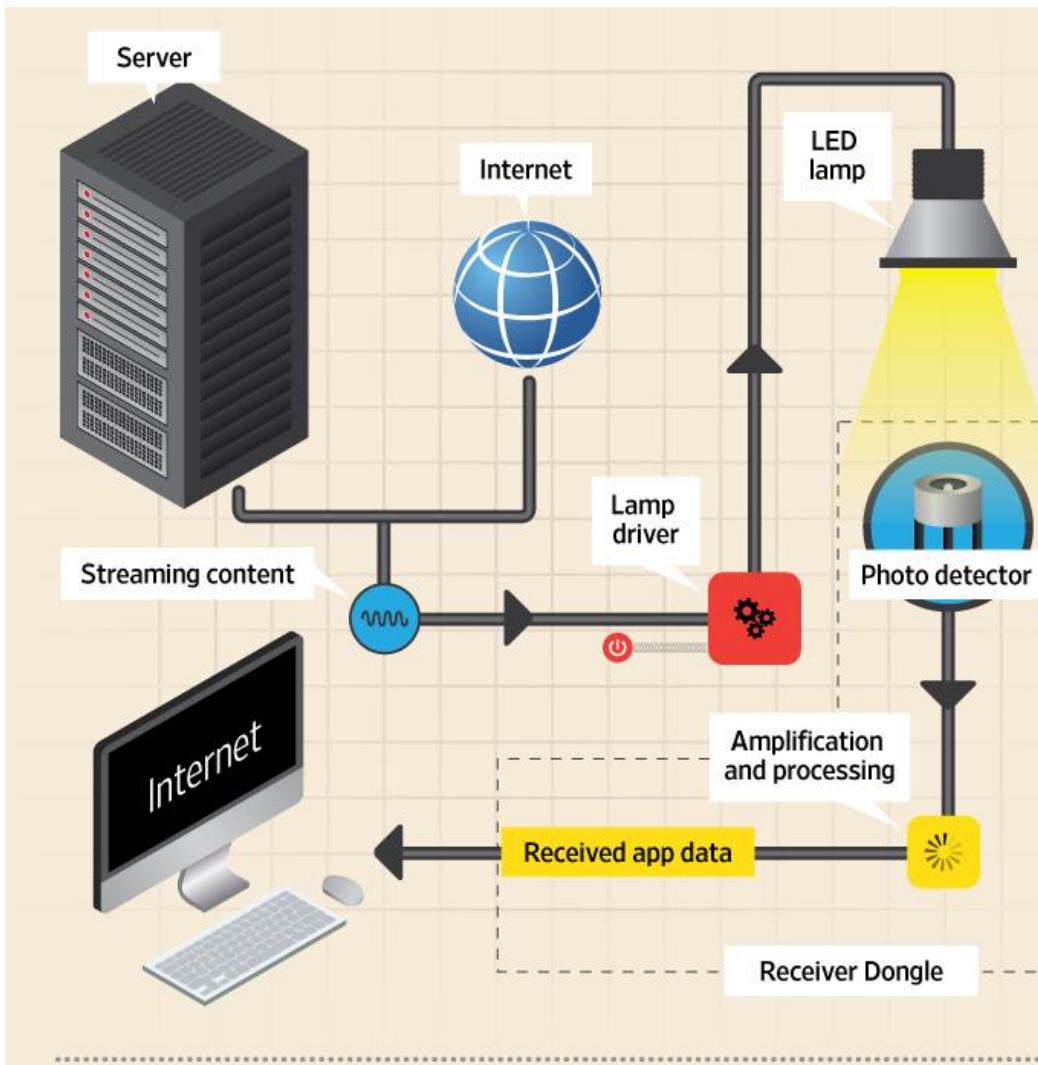 Server
Internet
LED
lamp
Lamp
driver
Streaming content
Photo detector
Internet
Amplification
and processing
Received app data
Receiver Dongle